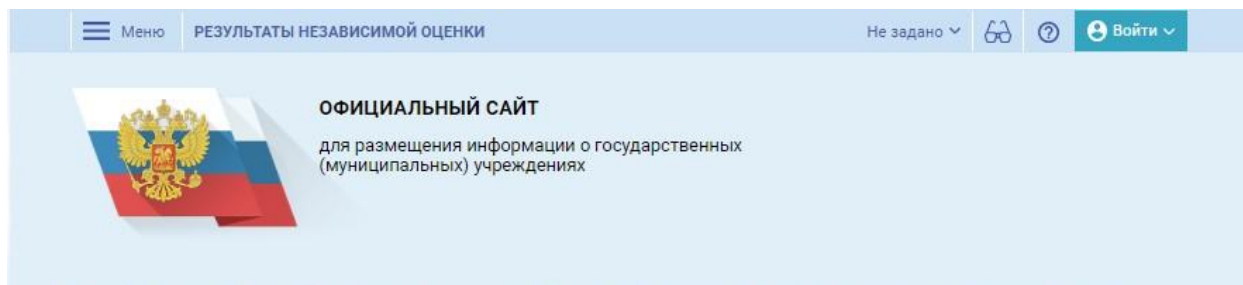 Меню РЕЗУЛЬТАТЫ НЕЗАВИСИМОЙ ОЦЕНКИ Не задано Войти
ОФИЦИАЛЬНЫЙ САЙТ
для размещения информации о государственных
(муниципальных) учреждениях